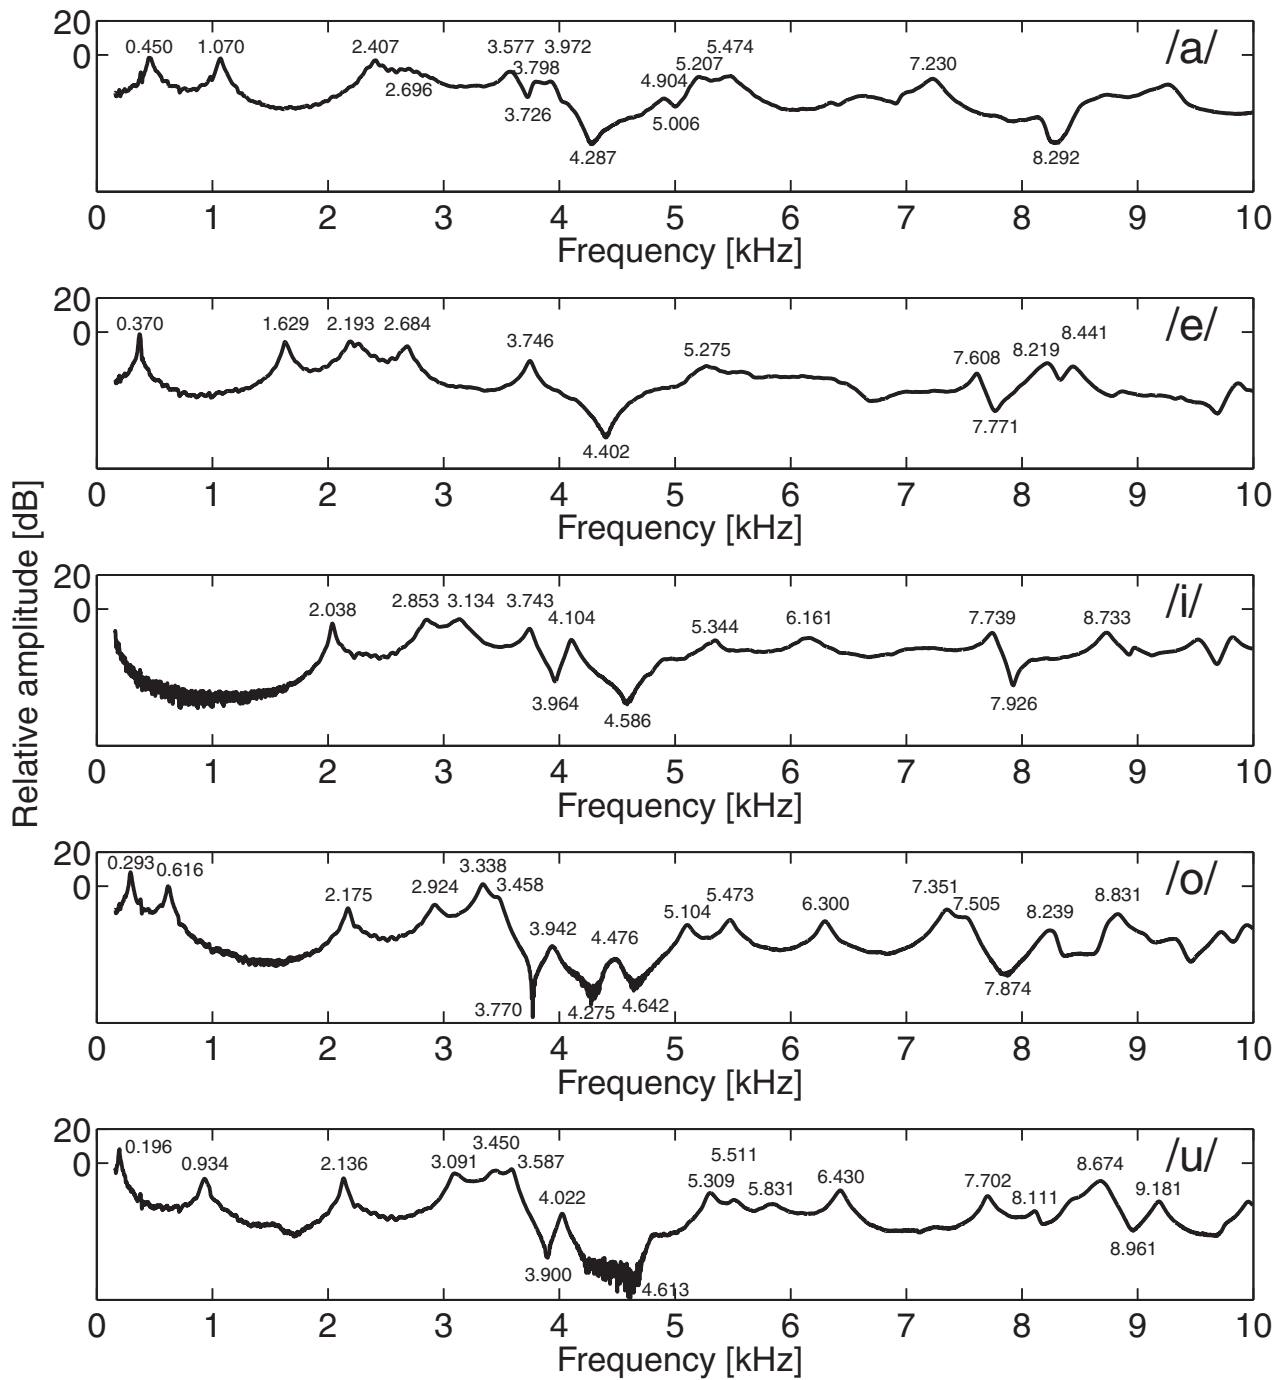 Relative amplitude [dB]
20
0
/a/
0.450 1.070 2.407 3.577 3.972 5.474
3.798 5.207 7.230
2.696 4.904
3.726 5.006
4.287 8.292
0 1 2 3 4 5 6 7 8 9 10
Frequency [kHz]
20
0
/e/
0.370 1.629 2.193 2.684 8.441
3.746 5.275 7.608 8.219
7.771
4.402
0 1 2 3 4 5 6 7 8 9 10
Frequency [kHz]
20
0
/i/
2.038 2.853 3.134 3.743 4.104 5.344 6.161 7.739 8.733
3.964 7.926
4.586
0 1 2 3 4 5 6 7 8 9 10
Frequency [kHz]
20
0
/o/
0.293 0.616 3.338
2.175 2.924 3.458 5.104 5.473 6.300 7.351 7.505 8.239 8.831
3.942 4.476
3.770 4.275 4.642 7.874
0 1 2 3 4 5 6 7 8 9 10
Frequency [kHz]
20
0
/u/
0.196 3.450 5.511
0.934 2.136 3.091 3.587 8.674
4.022 5.309 5.831 6.430 7.702 8.111 9.181
3.900 8.961
4.613
0 1 2 3 4 5 6 7 8 9 10
Frequency [kHz]